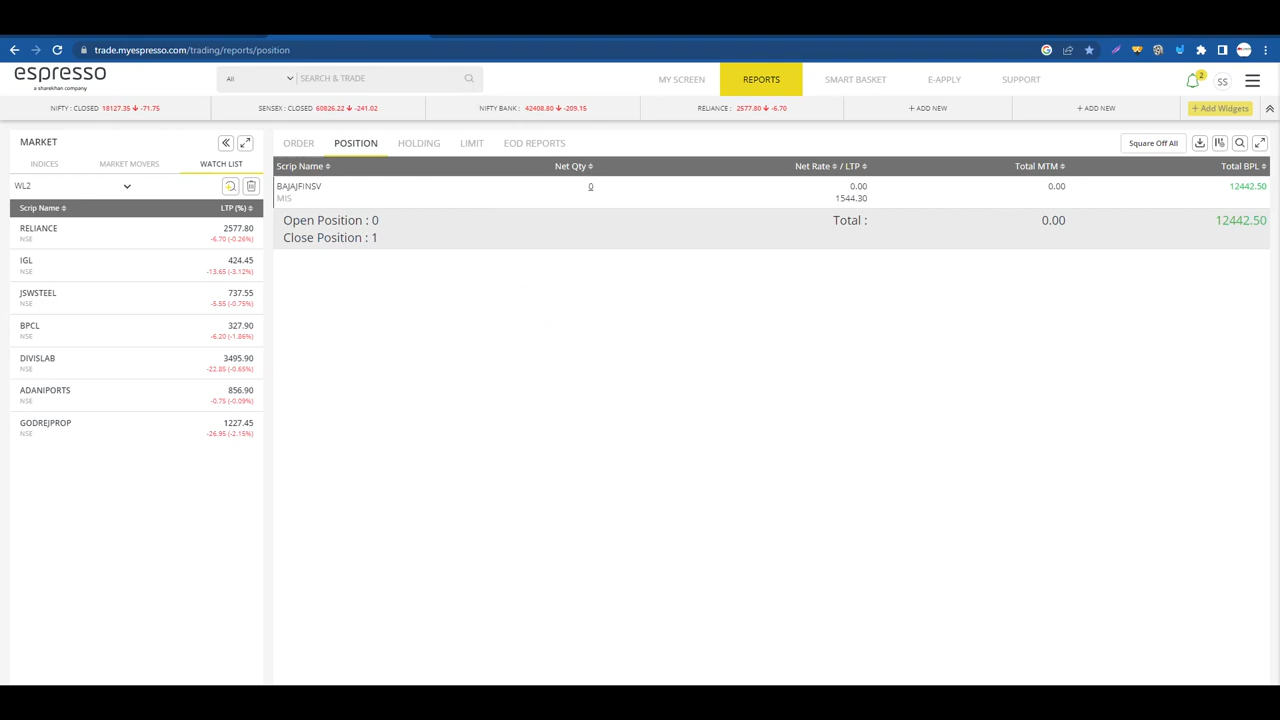 trade.myespresso.com/trading/reports/position
espresso
a sharekhan company
All
SEARCH & TRADE
MY SCREEN
REPORTS
SMART BASKET
E-APPLY
SUPPORT
2
SS
NIFTY : CLOSED 18127.35 -71.75
SENSEX : CLOSED 60826.22 -241.02
NIFTY BANK : 42408.80 -209.15
RELIANCE : 2577.80 -6.70
+ ADD NEW
+ ADD NEW
+ Add Widgets
MARKET
INDICES
MARKET MOVERS
WATCH LIST
WL2
Scrip Name LTP (%)
RELIANCE 2577.80
NSE -6.70 (-0.26%)
IGL 424.45
NSE -13.65 (-3.12%)
JSWSTEEL 737.55
NSE -5.55 (-0.75%)
BPCL 327.90
NSE -6.20 (-1.86%)
DIVISLAB 3495.90
NSE -22.85 (-0.65%)
ADANIPORTS 856.90
NSE -0.75 (-0.09%)
GODREJPROP 1227.45
NSE -26.95 (-2.15%)
ORDER
POSITION
HOLDING
LIMIT
EOD REPORTS
Square Off All
Scrip Name Net Qty Net Rate / LTP Total MTM Total BPL
BAJAJFINSV 0 0.00 0.00 12442.50
MIS 1544.30
Open Position : 0 Total : 0.00 12442.50
Close Position : 1